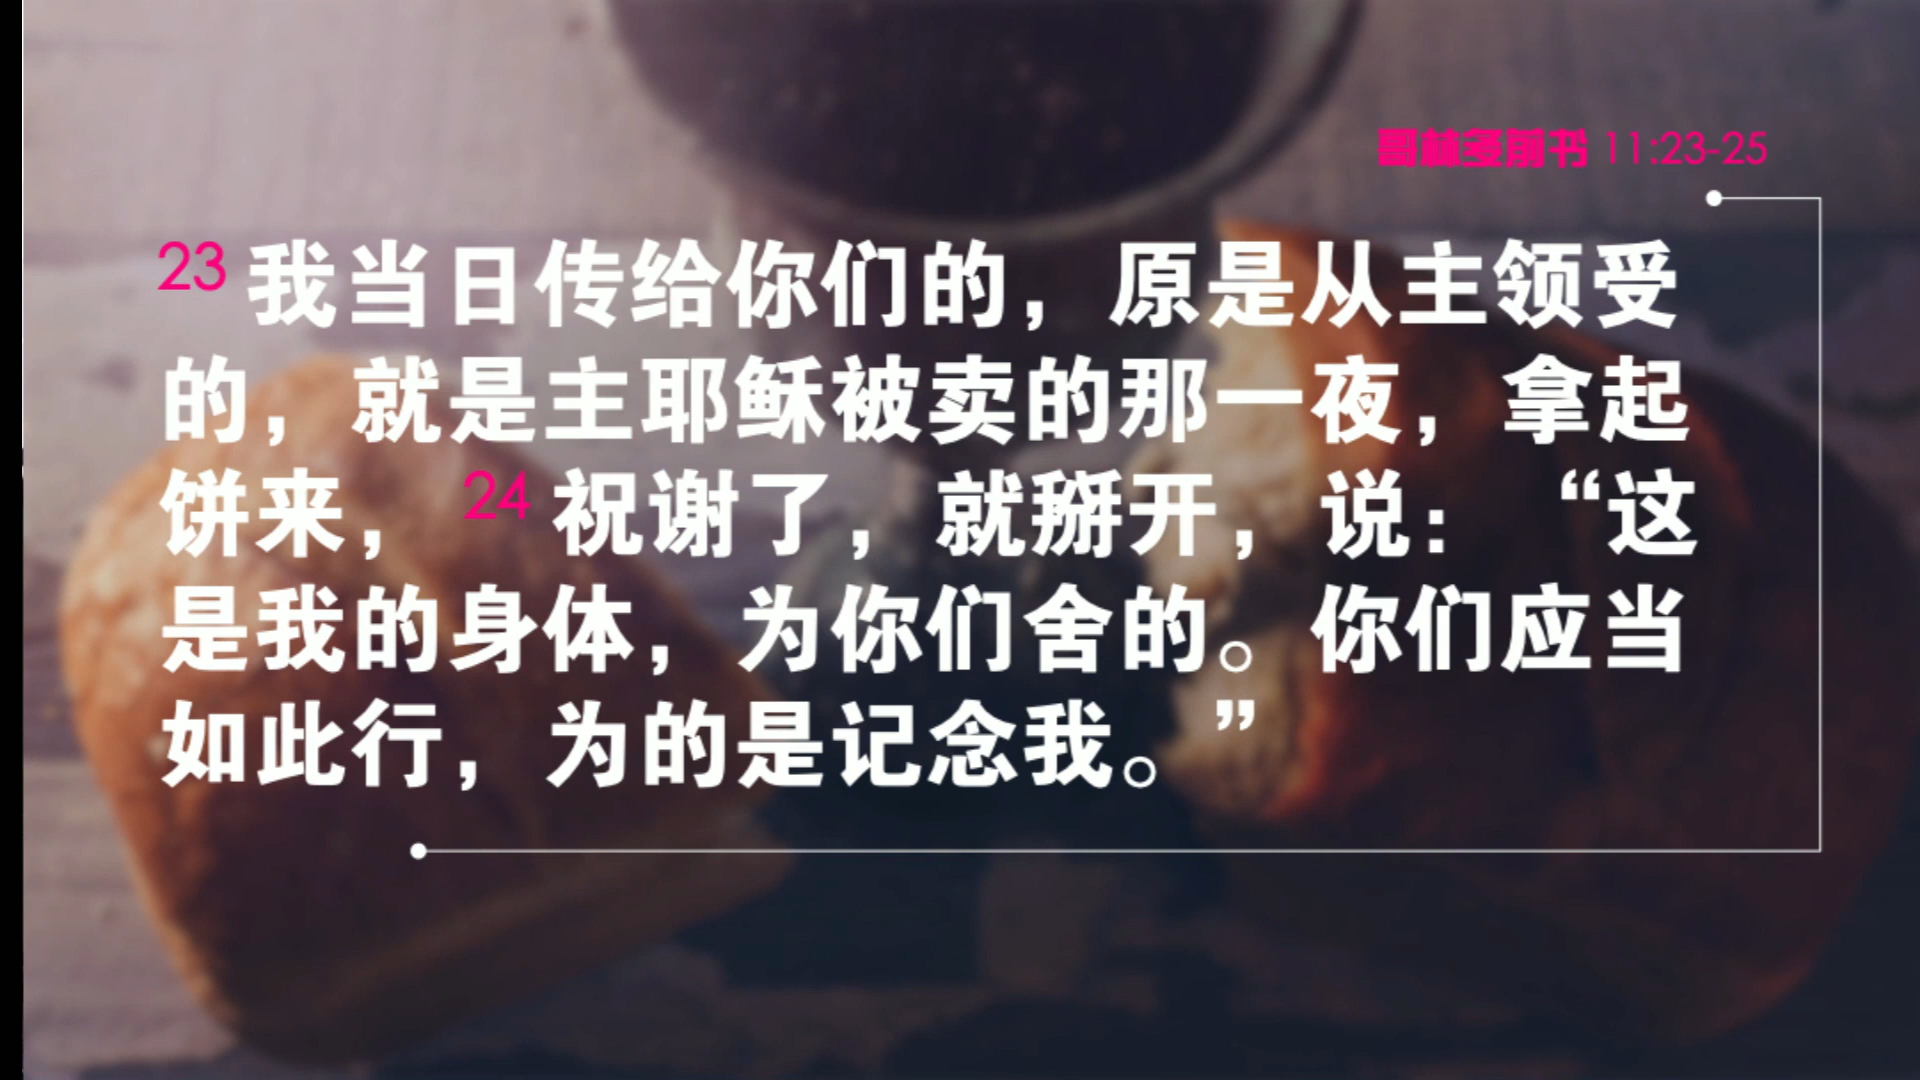 哥林多前书 11:23-25
23 我当日传给你们的，原是从主领受
的，就是主耶稣被卖的那一夜，拿起
饼来，24 祝谢了，就掰开，说：“这
是我的身体，为你们舍的。你们应当
如此行，为的是记念我。”